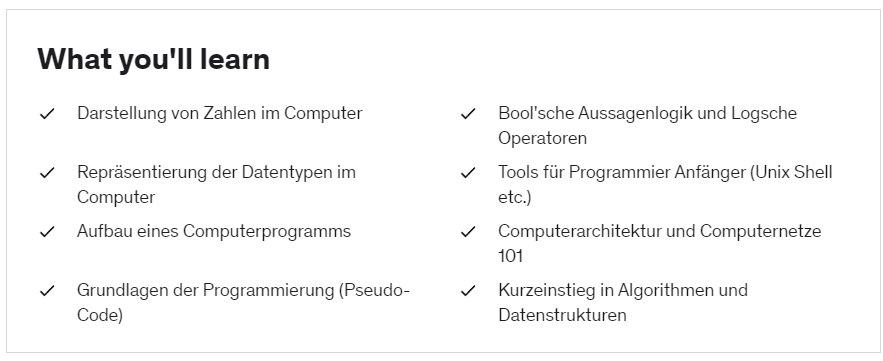 What you'll learn
Darstellung von Zahlen im Computer
Repräsentierung der Datentypen im
Computer
Aufbau eines Computerprogramms
Grundlagen der Programmierung (Pseudo-
Code)
Bool'sche Aussagenlogik und Logsche
Operatoren
Tools für Programmier Anfänger (Unix Shell
etc.)
Computerarchitektur und Computernetze
101
Kurzeinstieg in Algorithmen und
Datenstrukturen